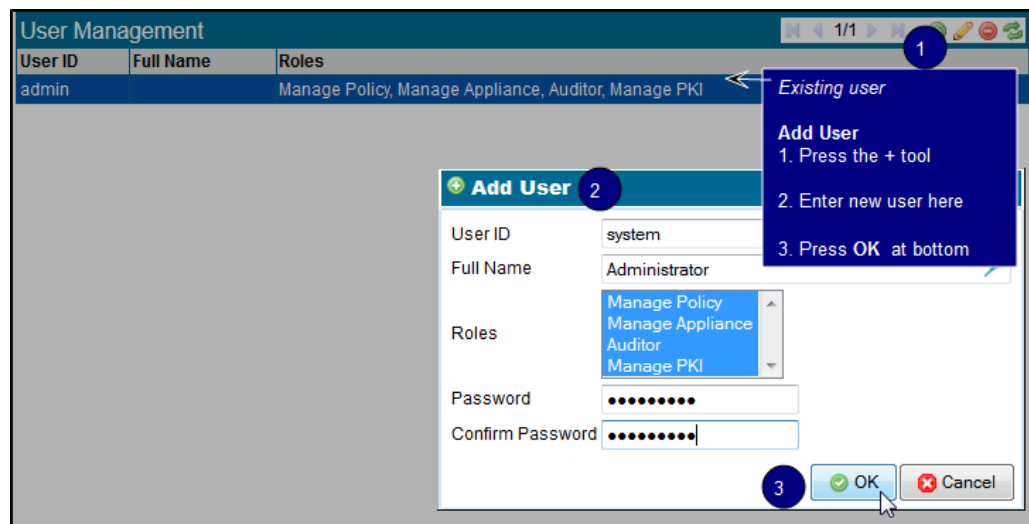 User Management
1/1
1
User ID Full Name Roles
admin Manage Policy, Manage Appliance, Auditor, Manage PKI
Existing user
Add User
1. Press the + tool
2. Enter new user here
3. Press OK at bottom
Add User 2
User ID system
Full Name Administrator
Roles
Manage Policy
Manage Appliance
Auditor
Manage PKI
Password •••••••••
Confirm Password •••••••••
3 OK Cancel